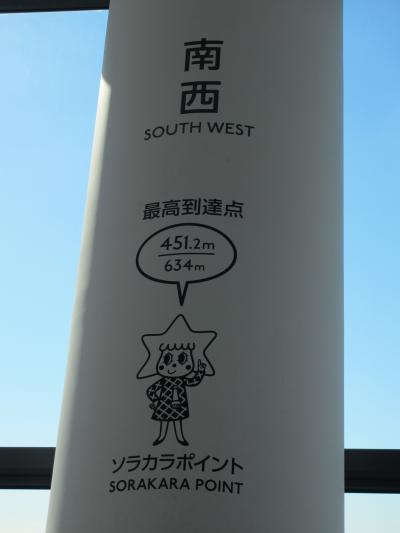 南
西
SOUTH WEST
最高到達点
451.2m
634m
ソラカラポイント
SORAKARA POINT